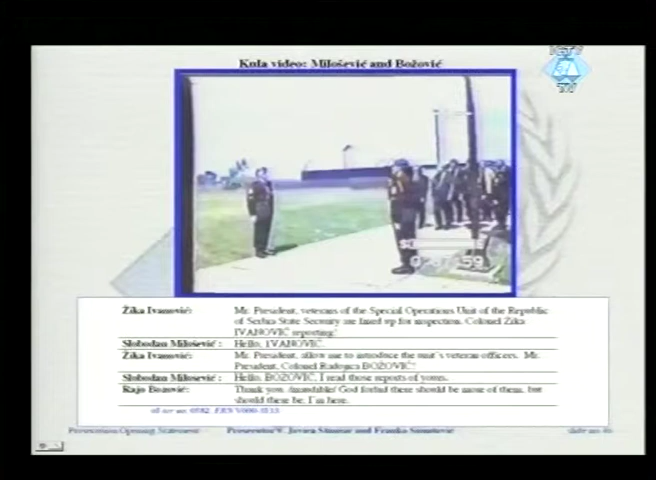 ICTY
TV
Kula video: Milošević and Božović
Žika Ivanović: Mr. President, veterans of the Special Operations Unit of the Republic
of Serbia State Security are lined up for inspection. Colonel Žika
IVANOVIĆ reporting!
Slobodan Milošević : Hello, IVANOVIĆ.
Žika Ivanović: Mr. President, allow me to introduce the unit's veteran officers. Mr.
President, Colonel Radojica BOŽOVIĆ!
Slobodan Milošević : Hello, BOŽOVIĆ, I read those reports of yours.
Rajo Božović: Thank you. God forbid there should be more of them, but
should there be, I'm here.
Prosecution Opening Statement Prosecutor v. Jovica Stanišić and Franko Simatović